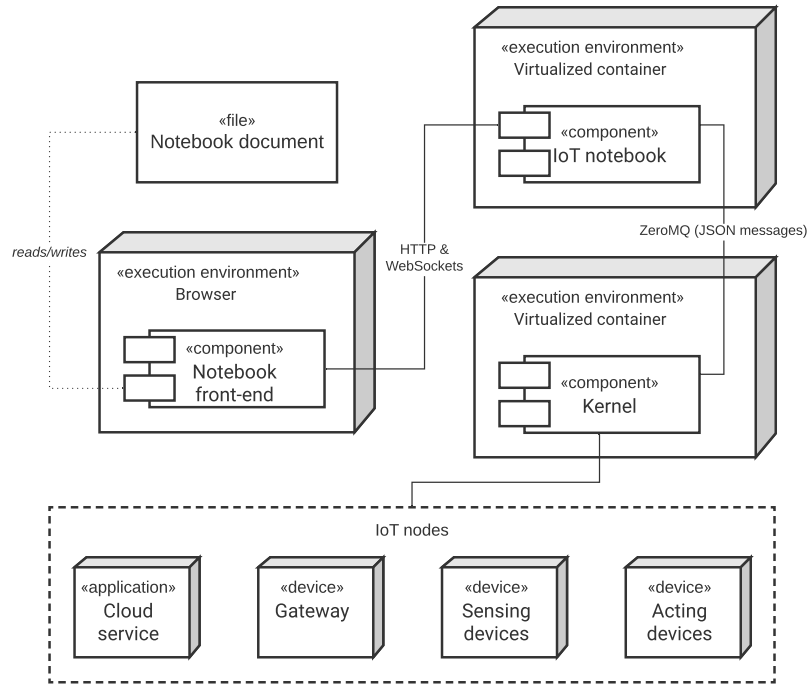 «execution environment»
Virtualized container
«component»
IoT notebook
«file»
Notebook document
reads/writes
HTTP &
WebSockets
ZeroMQ (JSON messages)
«execution environment»
Browser
«component»
Notebook
front-end
«execution environment»
Virtualized container
«component»
Kernel
IoT nodes
«application»
Cloud
service
«device»
Gateway
«device»
Sensing
devices
«device»
Acting
devices